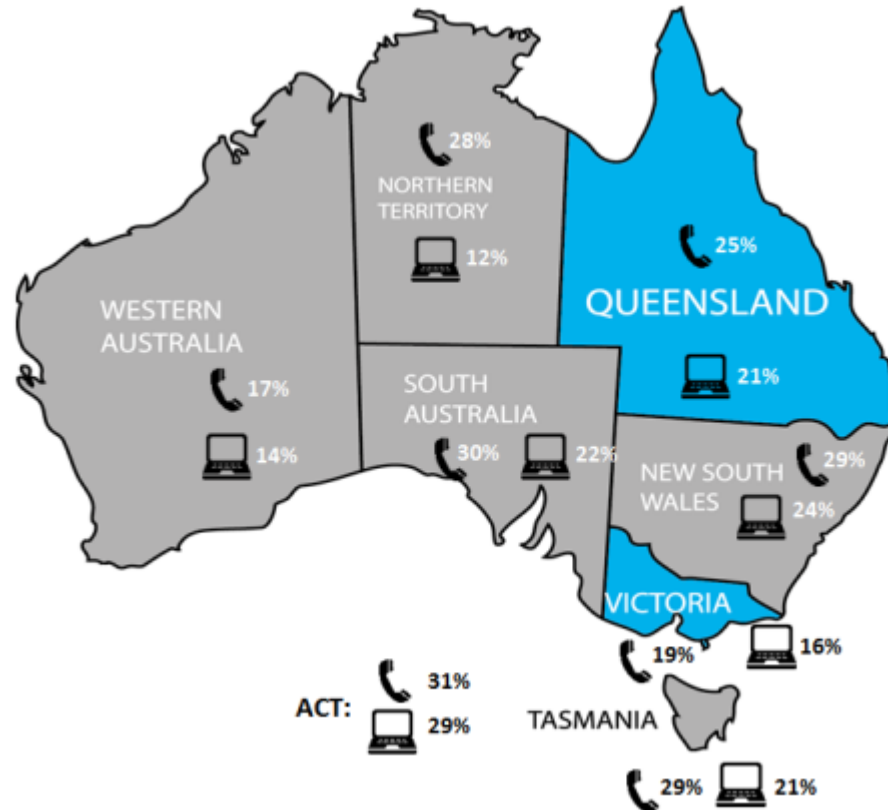 28%
NORTHERN
TERRITORY
12%
25%
QUEENSLAND
21%
WESTERN
AUSTRALIA
17%
14%
SOUTH
AUSTRALIA
30% 22%
29%
NEW SOUTH
WALES
24%
VICTORIA
19% 16%
ACT:
31%
29%
TASMANIA
29% 21%